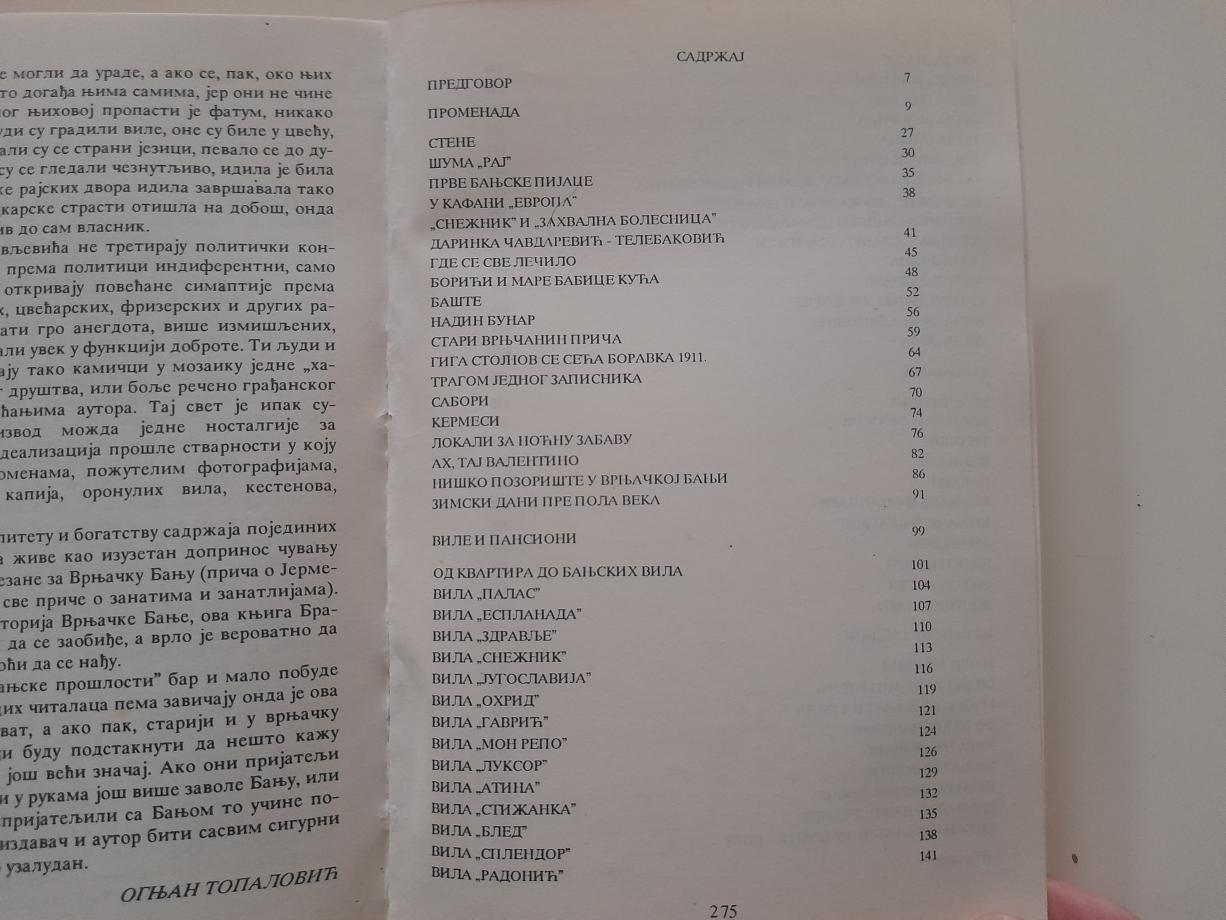 е могли да ураде, а ако се, пак, око њих
то догађа њима самима, јер они не чине
ог њиховој пропасти је фатум, никако
уди су градили виле, оне су биле у цвећу,
али су се страни језици, певало се до ду-
су се гледали чезнутљиво, идила је била
ке рајских двора идила завршавала тако
цкарске страсти отишла на добош, онда
ив до сам власник.
вљевића не третирају политички кон-
према политици индиферентни, само
откривају повећане симаптије према
х, цвећарских, фризерских и других ра-
ати гро анегдота, више измишљених,
али увек у функцији доброте. Ти људи и
ају тако камичци у мозаику једне „ха-
г друштва, или боље речено грађанског
ћањима аутора. Тај свет је ипак су-
извод можда једне носталгије за
деализација прошле стварности у коју
оменама, пожутелим фотографијама,
капија, оронулих вила, кестенова,
литету и богатству садржаја појединих
а живе као изузетан допринос чувању
езане за Врњачку Бању (прича о Јерме-
све приче о занатима и занатлијама).
торија Врњачке Бање, ова књига Бра-
да се заобиђе, а врло је вероватно да
оћи да се нађу.
ањске прошлости” бар и мало побуде
их читалаца пема завичају онда је ова
ват, а ако пак, старији и у врњачку
ди буду подстакнути да нешто кажу
још већи значај. Ако они пријатељи
и у рукама још више заволе Бању, или
спријатељили са Бањом то учине по-
издавач и аутор бити сасвим сигурни
узалудан.
ОГЊАН ТОПАЛОВИЋ
САДРЖАЈ
ПРЕДГОВОР 7
ПРОМЕНАДА 9
СТЕНЕ 27
ШУМА „РАЈ” 30
ПРВЕ БАЊСКЕ ПИЈАЦЕ 35
У КАФАНИ „ЕВРОПА” 38
„СНЕЖНИК” И „ЗАХВАЛНА БОЛЕСНИЦА”
ДАРИНКА ЧАВДАРЕВИЋ - ТЕЛЕБАКОВИЋ 41
ГДЕ СЕ СВЕ ЛЕЧИЛО 45
БОРИЋИ И МАРЕ БАБИЦЕ КУЋА 48
БАШТЕ 52
НАДИН БУНАР 56
СТАРИ ВРЊЧАНИН ПРИЧА 59
ГИГА СТОЈНОВ СЕ СЕЋА БОРАВКА 1911. 64
ТРАГОМ ЈЕДНОГ ЗАПИСНИКА 67
САБОРИ 70
КЕРМЕСИ 74
ЛОКАЛИ ЗА НОЋНУ ЗАБАВУ 76
АХ, ТАЈ ВАЛЕНТИНО 82
НИШКО ПОЗОРИШТЕ У ВРЊАЧКОЈ БАЊИ 86
ЗИМСКИ ДАНИ ПРЕ ПОЛА ВЕКА 91
ВИЛЕ И ПАНСИОНИ 99
ОД КВАРТИРА ДО БАЊСКИХ ВИЛА 101
ВИЛА „ПАЛАС” 104
ВИЛА „ЕСПЛАНАДА” 107
ВИЛА „ЗДРАВЉЕ” 110
ВИЛА „СНЕЖНИК” 113
ВИЛА „ЈУГОСЛАВИЈА” 116
ВИЛА „ОХРИД” 119
ВИЛА „ГАВРИЋ” 121
ВИЛА „МОН РЕПО” 124
ВИЛА „ЛУКСОР” 126
ВИЛА „АТИНА” 129
ВИЛА „СТИЖАНКА” 132
ВИЛА „БЛЕД” 135
ВИЛА „СПЛЕНДОР” 138
ВИЛА „РАДОНИЋ” 141
275